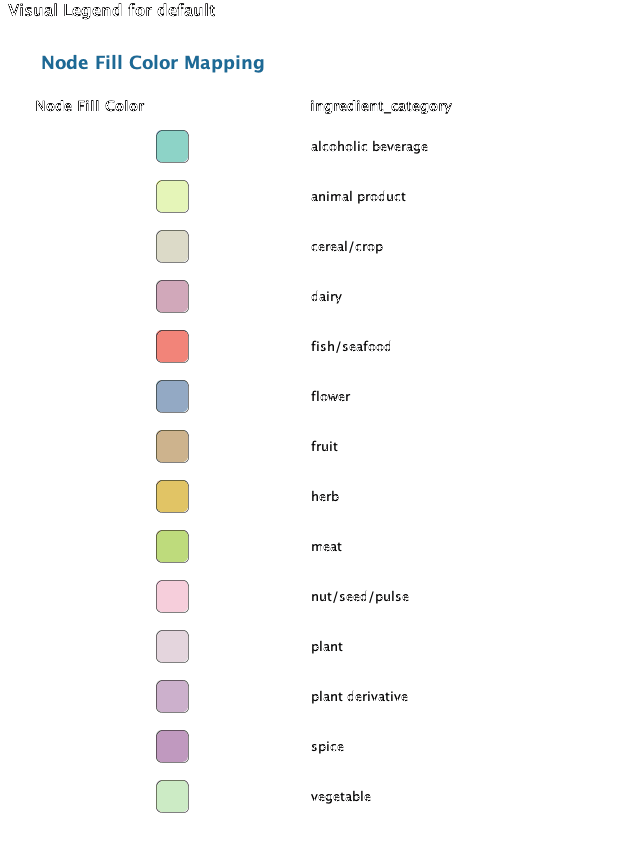 Visual Legend for default
Node Fill Color Mapping
Node Fill Color ingredient_category
alcoholic beverage
animal product
cereal/crop
dairy
fish/seafood
flower
fruit
herb
meat
nut/seed/pulse
plant
plant derivative
spice
vegetable